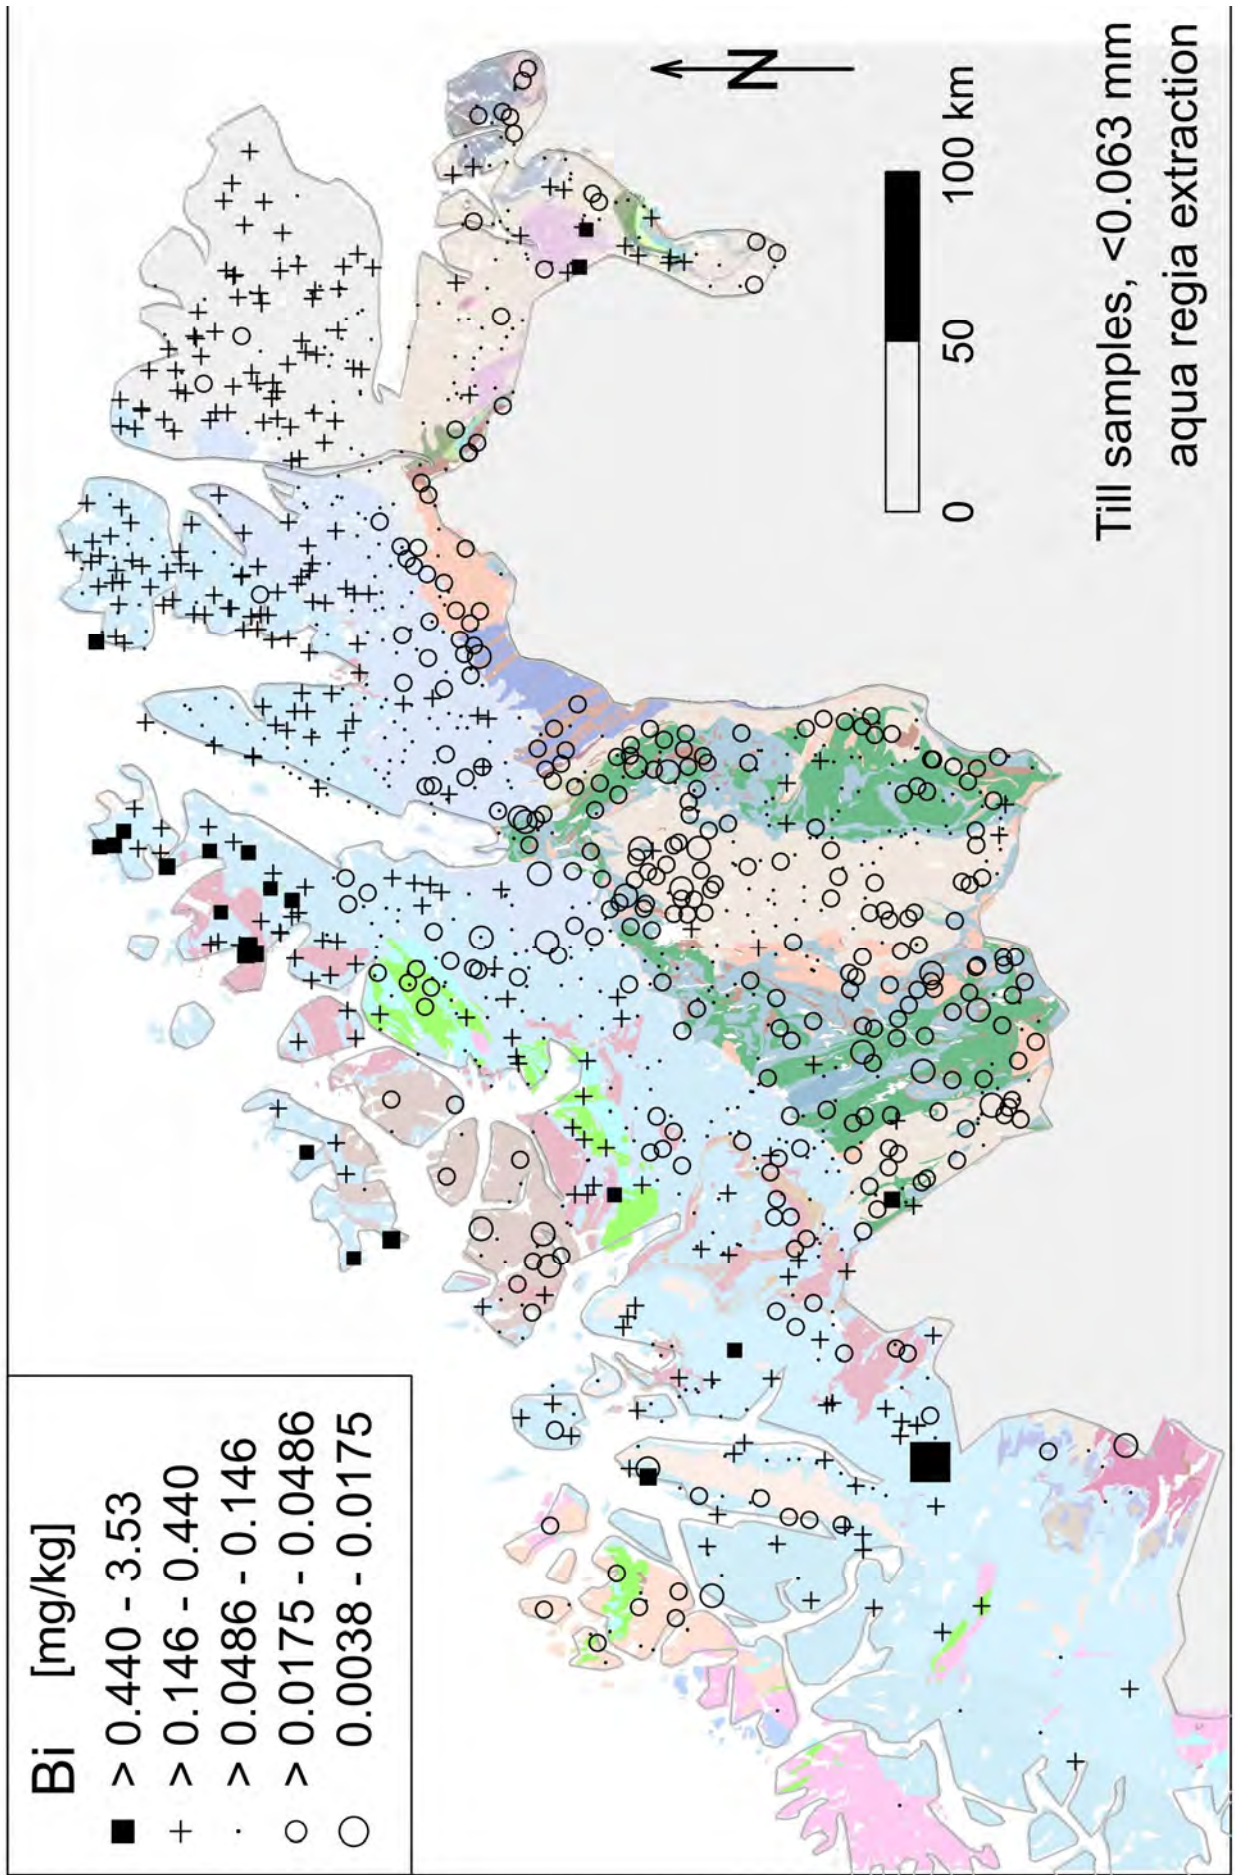 Bi [mg/kg]
> 0.440 - 3.53
> 0.146 - 0.440
> 0.0486 - 0.146
> 0.0175 - 0.0486
0.0038 - 0.0175
N
0 50 100 km
Till samples, <0.063 mm
aqua regia extraction